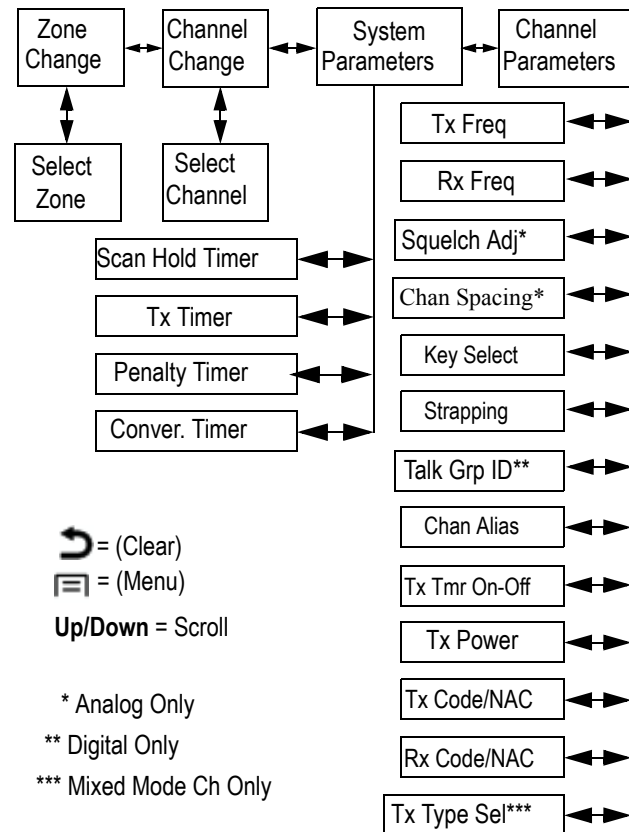 Zone
Change
Channel
Change
System
Parameters
Channel
Parameters
Select
Zone
Select
Channel
Scan Hold Timer
Tx Timer
Penalty Timer
Conver. Timer
Tx Freq
Rx Freq
Squelch Adj*
Chan Spacing*
Key Select
Strapping
Talk Grp ID**
Chan Alias
Tx Tmr On-Off
Tx Power
Tx Code/NAC
Rx Code/NAC
Tx Type Sel***
= (Clear)
= (Menu)
Up/Down = Scroll
* Analog Only
** Digital Only
*** Mixed Mode Ch Only